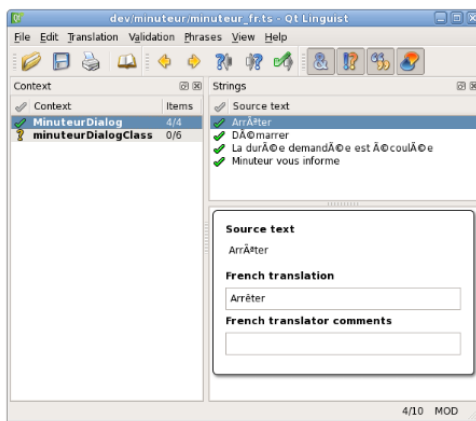 dev/minuteur/minuteur_fr.ts - Qt Linguist
File Edit Translation Validation Phrases View Help
Context
Context Items
MinuteurDialog 4/4
minuteurDialogClass 0/6
Strings
Source text
ArrÃªter
DÃ©marrer
La durÃ©e demandÃ©e est Ã©coulÃ©e
Minuteur vous informe
Source text
ArrÃªter
French translation
Arrêter
French translator comments
4/10 MOD